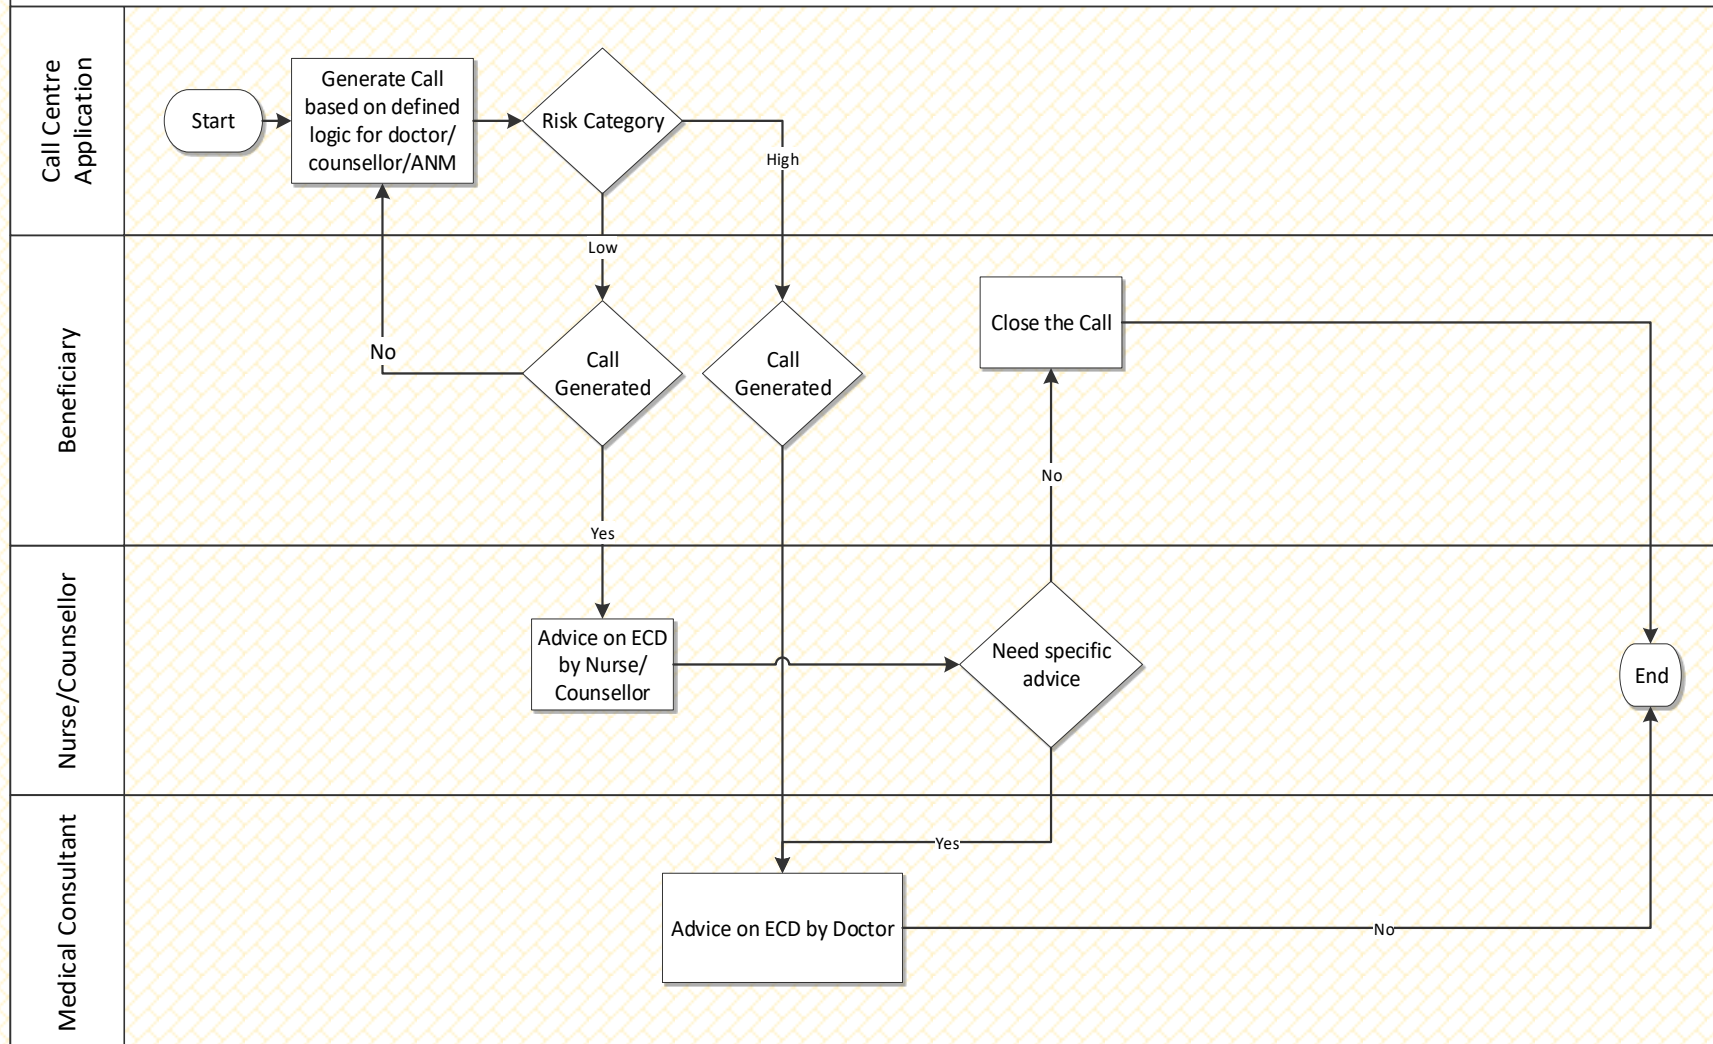 Call Centre
Application
Start
Generate Call
based on defined
logic for doctor/
counsellor/ANM
Risk Category
High
Low
Beneficiary
No
Call
Generated
Call
Generated
Close the Call
No
Yes
Nurse/Counsellor
Advice on ECD
by Nurse/
Counsellor
Need specific
advice
End
Medical Consultant
Yes
Advice on ECD by Doctor
No